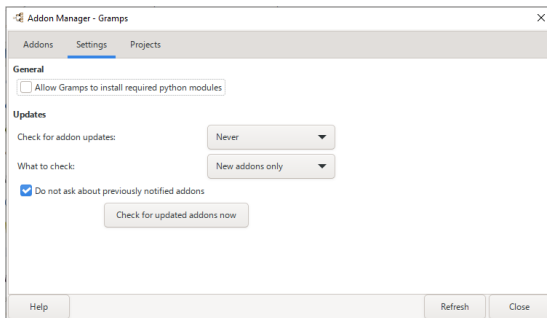 Addon Manager - Gramps
Addons Settings Projects
General
Allow Gramps to install required python modules
Updates
Check for addon updates: Never
What to check: New addons only
Do not ask about previously notified addons
Check for updated addons now
Help Refresh Close